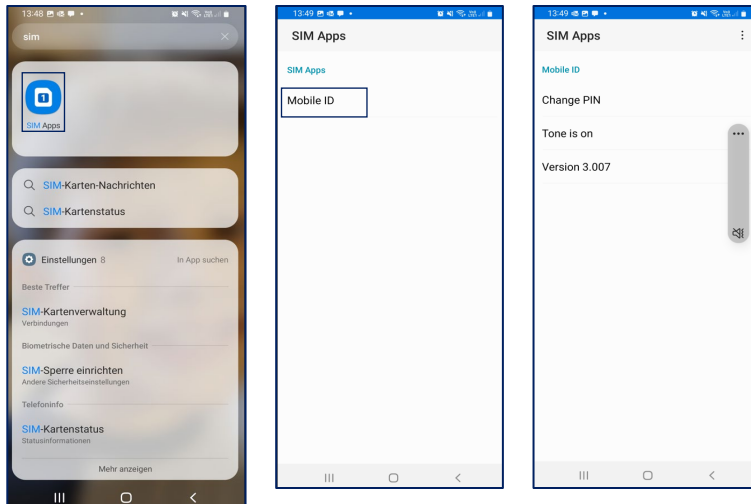 13:48
sim
SIM Apps
SIM-Karten-Nachrichten
SIM-Kartenstatus
Einstellungen 8
In App suchen
Beste Treffer
SIM-Kartenverwaltung
Verbindungen
Biometrische Daten und Sicherheit
SIM-Sperre einrichten
Andere Sicherheitseinstellungen
Telefoninfo
SIM-Kartenstatus
Statusinformationen
Mehr anzeigen
13:49
SIM Apps
SIM Apps
Mobile ID
13:49
SIM Apps
Mobile ID
Change PIN
Tone is on
Version 3.007